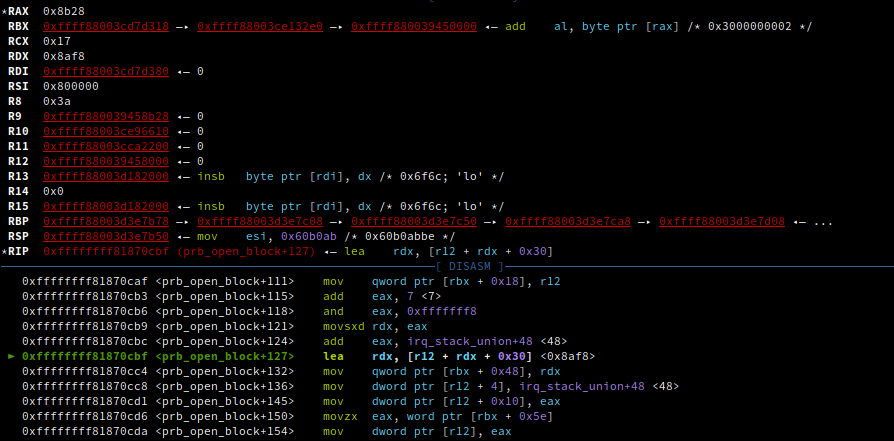 *RAX 0x8b28
RBX 0xffff88003cd7d318 —▸ 0xffff88003ce132e0 —▸ 0xffff880039450000 ◂— add al, byte ptr [rax] /* 0x3000000002 */
RCX 0x17
RDX 0x8af8
RDI 0xffff88003cd7d380 ◂— 0
RSI 0x800000
R8 0x3a
R9 0xffff880039458b28 ◂— 0
R10 0xffff88003ce96610 ◂— 0
R11 0xffff88003cca2200 ◂— 0
R12 0xffff880039458000 ◂— 0
R13 0xffff88003d182000 ◂— insb byte ptr [rdi], dx /* 0x6f6c; 'lo' */
R14 0x0
R15 0xffff88003d182000 ◂— insb byte ptr [rdi], dx /* 0x6f6c; 'lo' */
RBP 0xffff88003d3e7b78 —▸ 0xffff88003d3e7c08 —▸ 0xffff88003d3e7c50 —▸ 0xffff88003d3e7ca8 —▸ 0xffff88003d3e7d08 ◂— ...
RSP 0xffff88003d3e7b50 ◂— mov esi, 0x60b0ab /* 0x60b0abbe */
*RIP 0xffffffff81870cbf (prb_open_block+127) ◂— lea rdx, [r12 + rdx + 0x30]
[ DISASM ]
0xffffffff81870caf <prb_open_block+111> mov qword ptr [rbx + 0x18], r12
0xffffffff81870cb3 <prb_open_block+115> add eax, 7 <7>
0xffffffff81870cb6 <prb_open_block+118> and eax, 0xfffffff8
0xffffffff81870cb9 <prb_open_block+121> movsxd rdx, eax
0xffffffff81870cbc <prb_open_block+124> add eax, irq_stack_union+48 <48>
► 0xffffffff81870cbf <prb_open_block+127> lea rdx, [r12 + rdx + 0x30] <0x8af8>
0xffffffff81870cc4 <prb_open_block+132> mov qword ptr [rbx + 0x48], rdx
0xffffffff81870cc8 <prb_open_block+136> mov dword ptr [r12 + 4], irq_stack_union+48 <48>
0xffffffff81870cd1 <prb_open_block+145> mov dword ptr [r12 + 0x10], eax
0xffffffff81870cd6 <prb_open_block+150> movzx eax, word ptr [rbx + 0x5e]
0xffffffff81870cda <prb_open_block+154> mov dword ptr [r12], eax